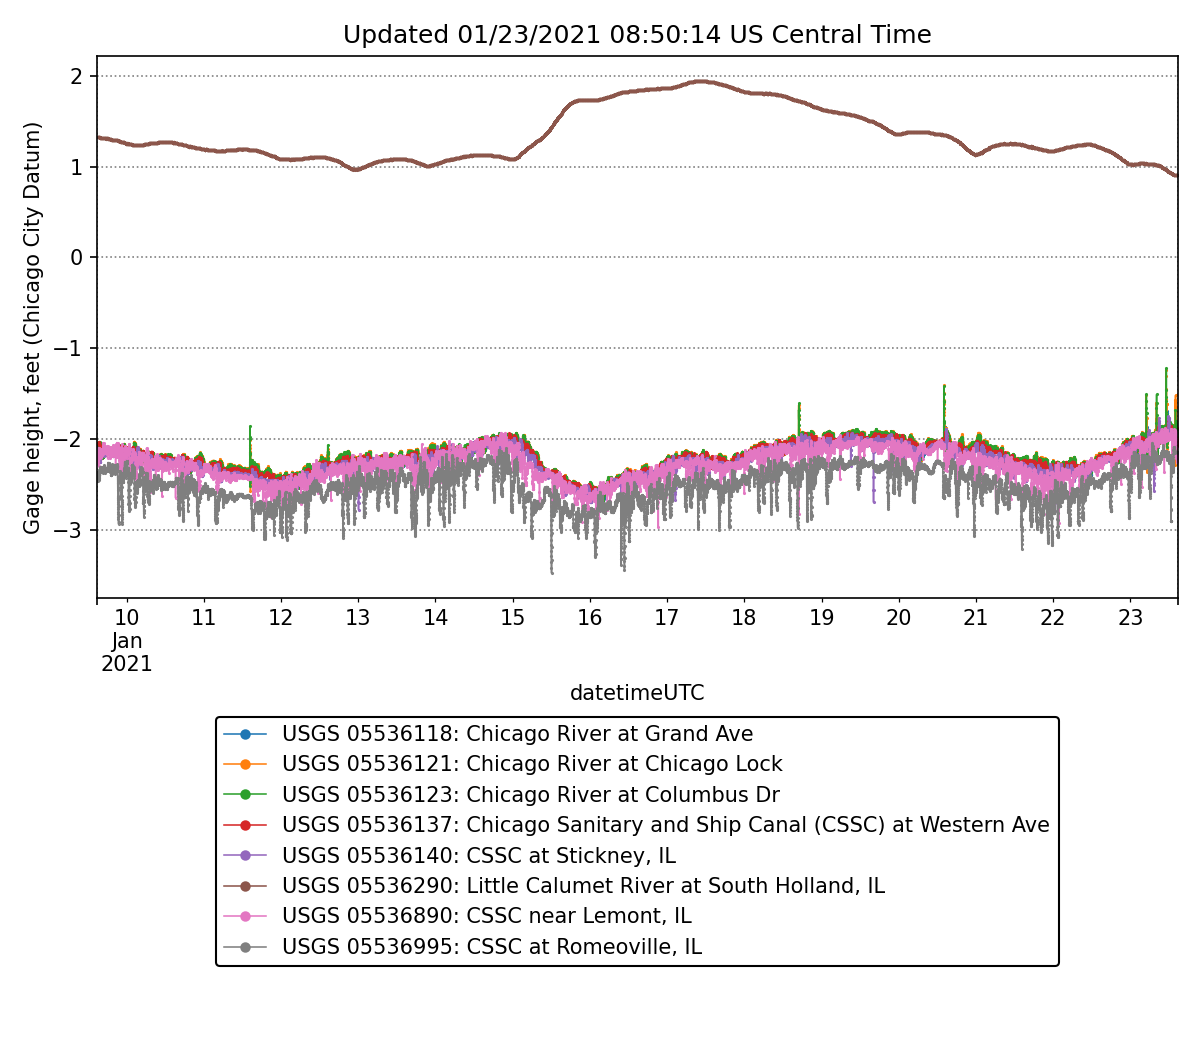 Updated 01/23/2021 08:50:14 US Central Time
Gage height, feet (Chicago City Datum)
2
1
0
−1
−2
−3
10 11 12 13 14 15 16 17 18 19 20 21 22 23
Jan
2021
datetimeUTC
USGS 05536118: Chicago River at Grand Ave
USGS 05536121: Chicago River at Chicago Lock
USGS 05536123: Chicago River at Columbus Dr
USGS 05536137: Chicago Sanitary and Ship Canal (CSSC) at Western Ave
USGS 05536140: CSSC at Stickney, IL
USGS 05536290: Little Calumet River at South Holland, IL
USGS 05536890: CSSC near Lemont, IL
USGS 05536995: CSSC at Romeoville, IL